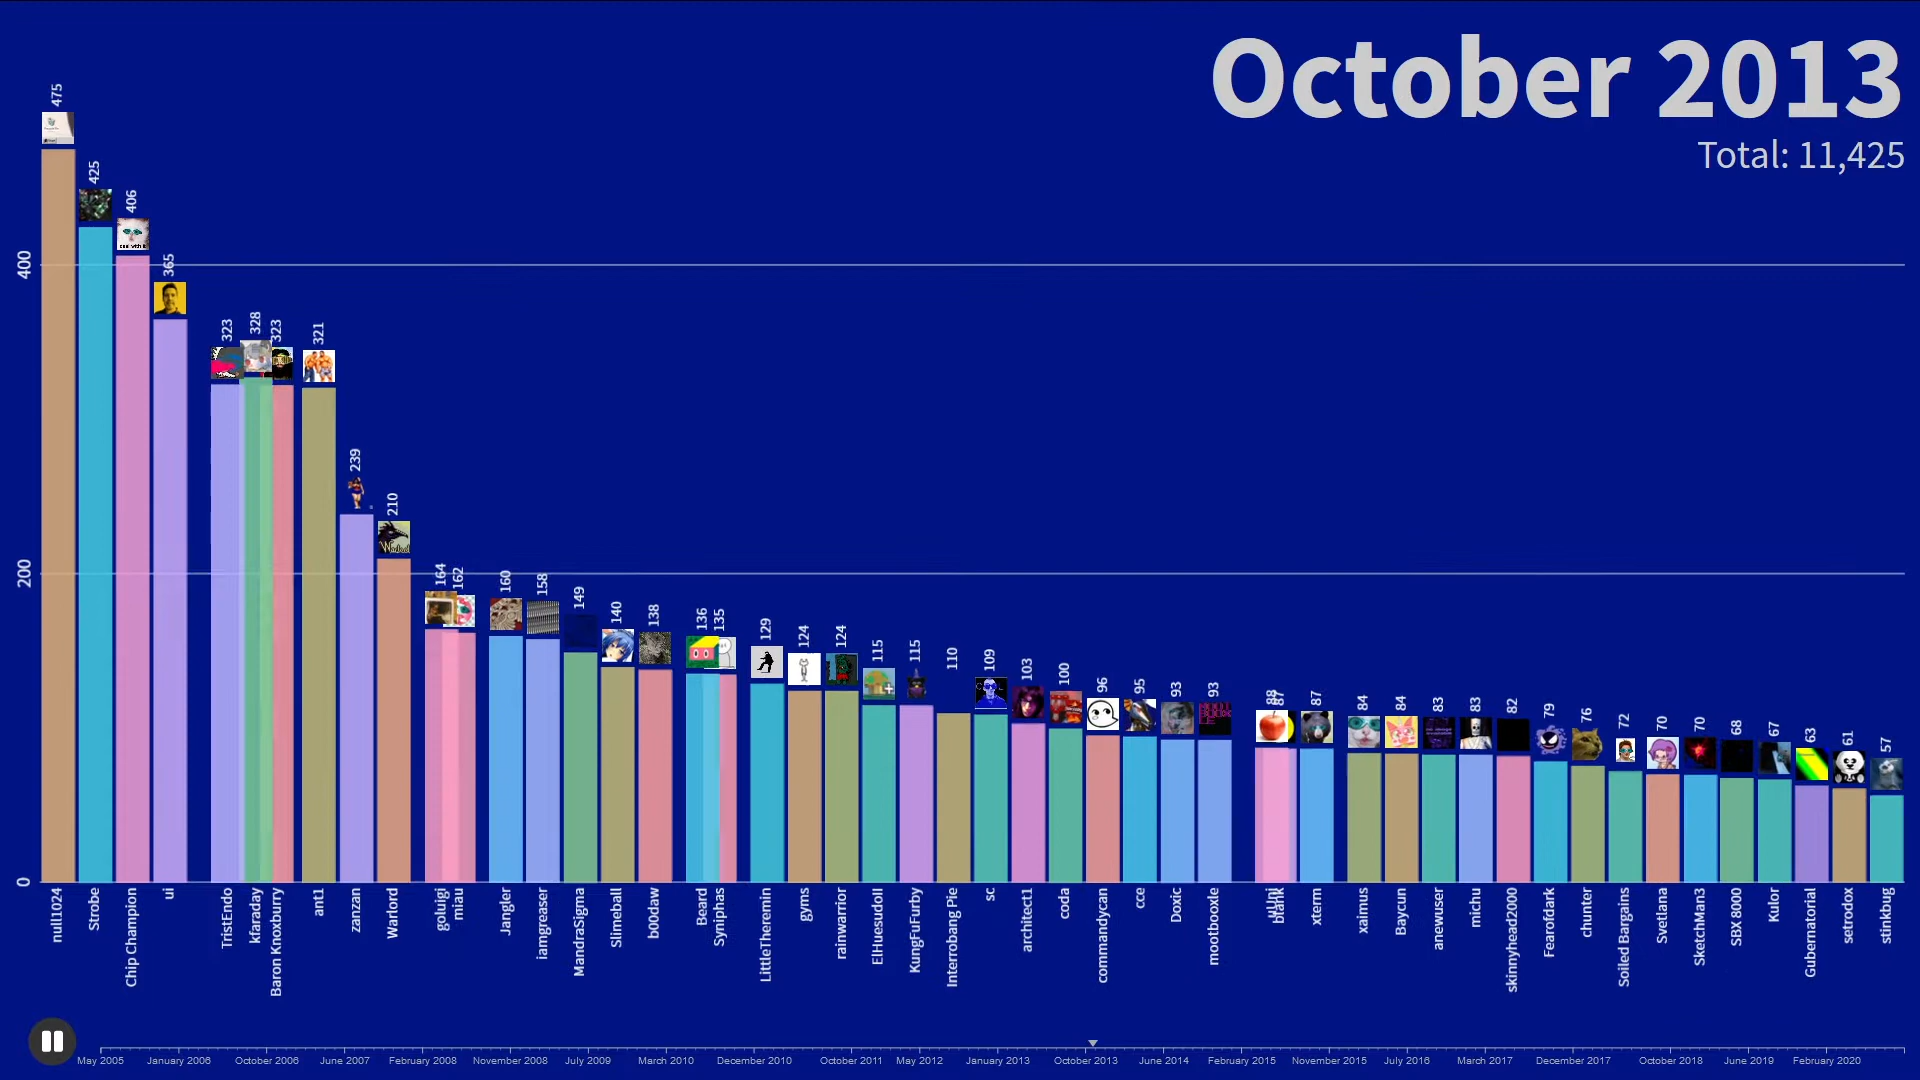 October 2013
Total: 11,425
475
425
406
365
323
328
323
321
239
210
164
162
160
158
149
140
138
136
135
129
124
124
115
115
110
109
103
100
96
95
93
93
88
87
87
84
84
83
83
82
79
76
72
70
70
68
67
63
61
57
400
200
0
null1024
Strobe
Chip Champion
ui
TristEndo
kfaraday
Baron Knoxburry
ant1
zanzan
Warlord
goluigi
miau
Jangler
iamgreaser
MandraSigma
Slimeball
b00daw
Beard
Syniphas
LittleTheremin
gyms
rainwarrior
ElHuesudoII
KungFuFurby
Interrobang Pie
sc
architect1
coda
commandycan
cce
Doxic
mootbooxle
blank
xterm
xaimus
Baycun
anewuser
michu
skinnyhead2000
Fearofdark
chunter
Soiled Bargains
Svetlana
SketchMan3
SBX 8000
Kulor
Gubernatorial
setrodox
stinkbug
May 2005
January 2006
October 2006
June 2007
February 2008
November 2008
July 2009
March 2010
December 2010
October 2011
May 2012
January 2013
October 2013
June 2014
February 2015
November 2015
July 2016
March 2017
December 2017
October 2018
June 2019
February 2020